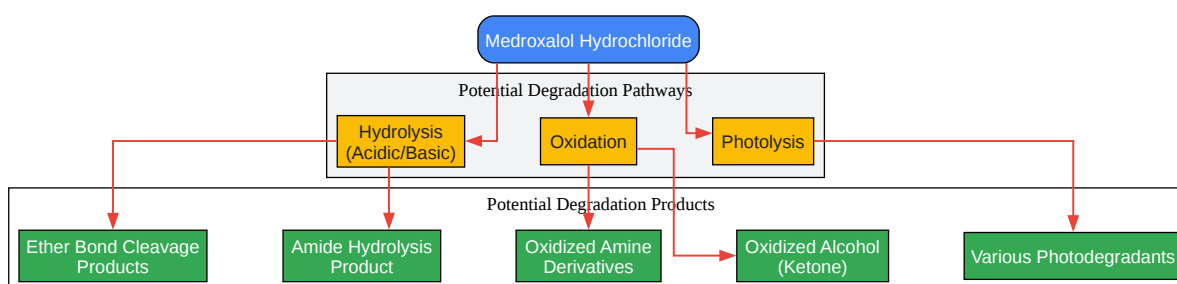 Medroxalol Hydrochloride
Potential Degradation Pathways
Hydrolysis
(Acidic/Basic)
Oxidation
Photolysis
Potential Degradation Products
Ether Bond Cleavage
Products
Amide Hydrolysis
Product
Oxidized Amine
Derivatives
Oxidized Alcohol
(Ketone)
Various Photodegradants